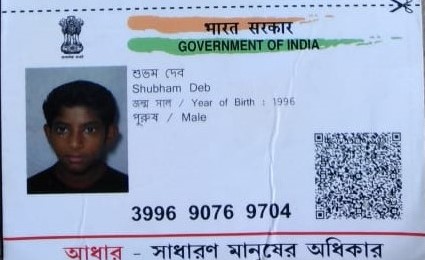 भारत सरकार
GOVERNMENT OF INDIA
শুভম দেব
Shubham Deb
জন্ম সাল / Year of Birth : 1996
পুরুষ / Male
3996 9076 9704
আধার - সাধারণ মানুষের অধিকার